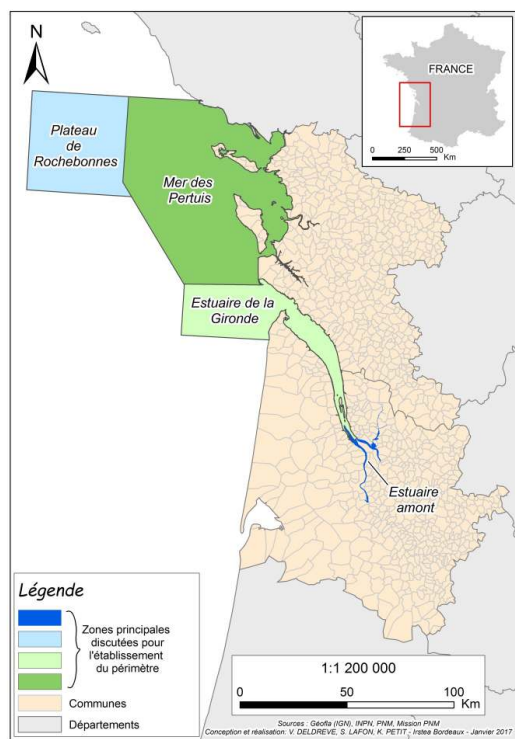 N
FRANCE
0 250 500
Km
Plateau
de
Rochebonnes
Mer des
Pertuis
Estuaire de la
Gironde
Estuaire
amont
Légende
Zones principales
discutées pour
l'établissement
du périmètre
Communes
Départements
1:1 200 000
0 50 100
Km
Sources : Géofla (IGN), INPN, PNM, Mission PNM
Conception et réalisation: V. DELDREVE, S. LAFON, K. PETIT - Irstea Bordeaux - Janvier 2017